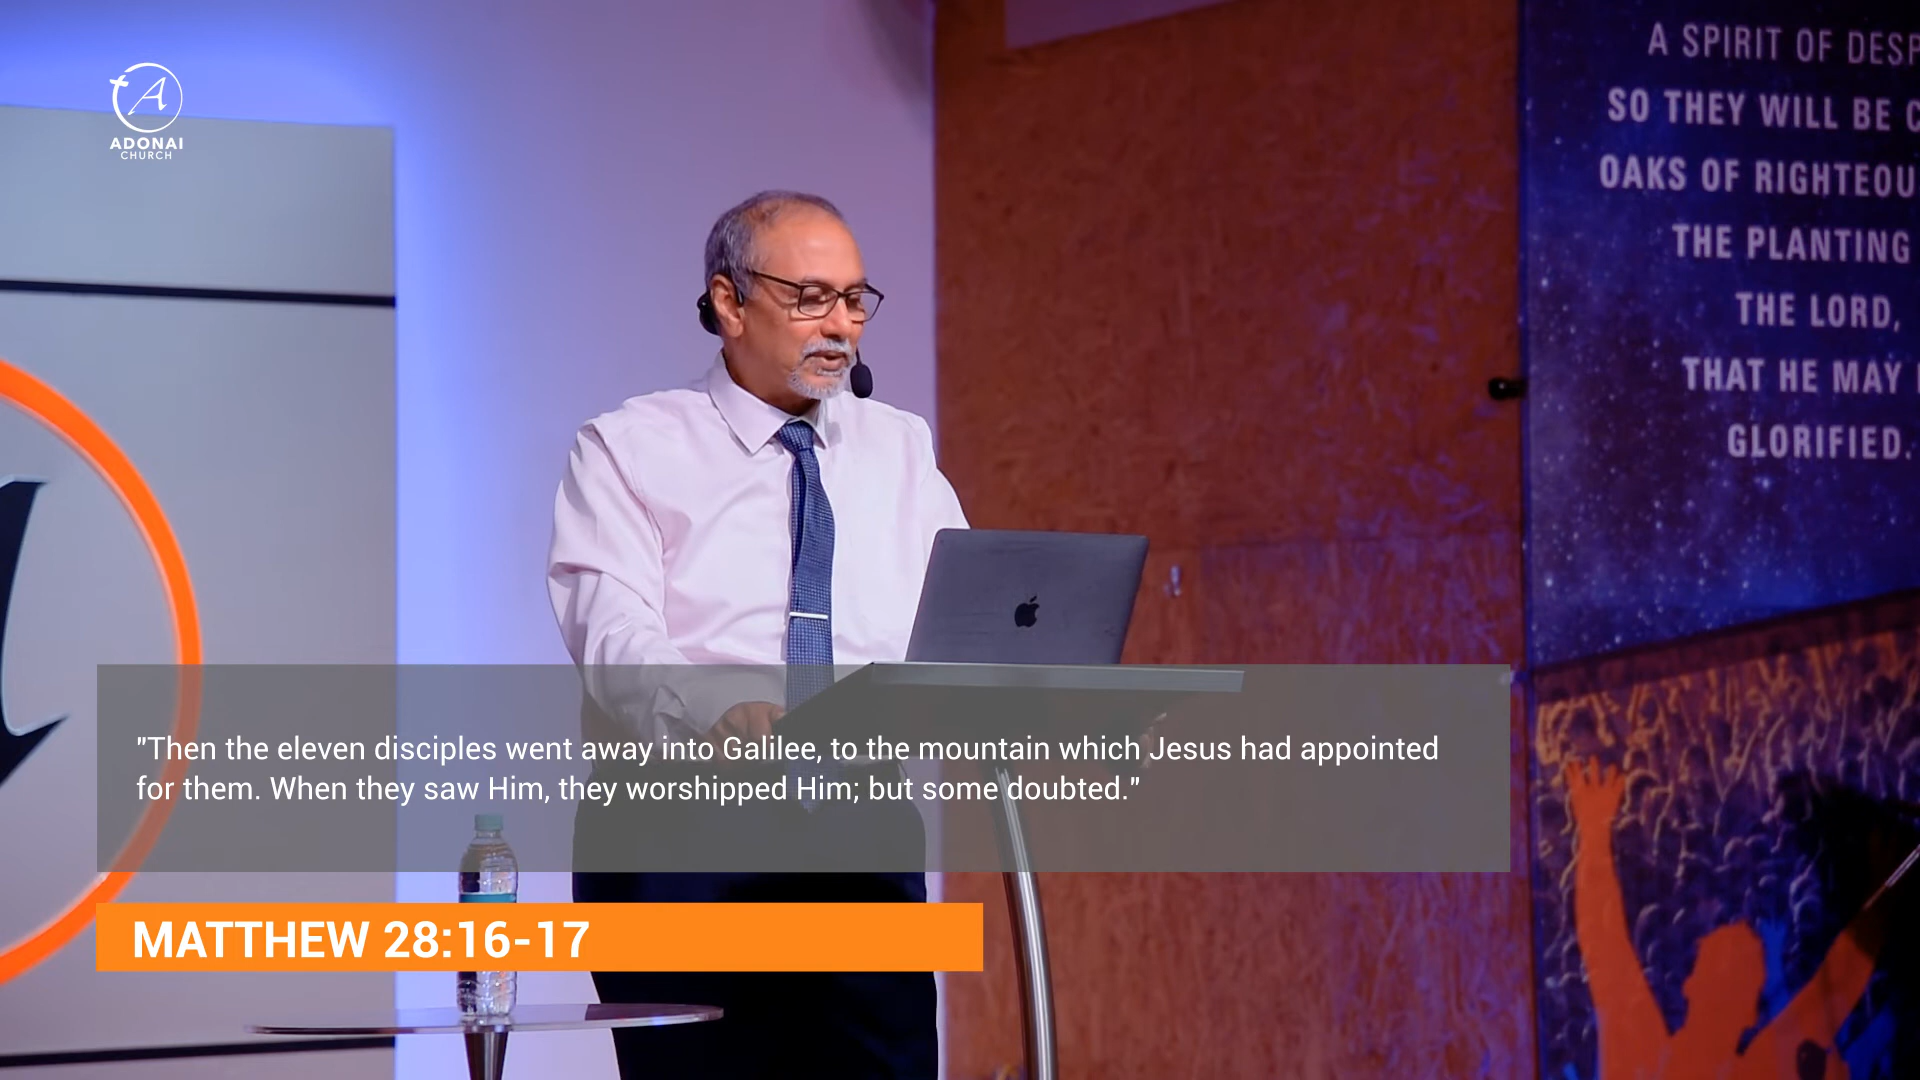 A
ADONAI
CHURCH
A SPIRIT OF
SO THEY WILL BE
OAKS OF
THE PLANTING
THE LORD,
THAT HE MAY
GLORIFIED.
"Then the eleven disciples went away into Galilee, to the mountain which Jesus had appointed
for them. When they saw Him, they worshipped Him; but some doubted."
MATTHEW 28:16-17